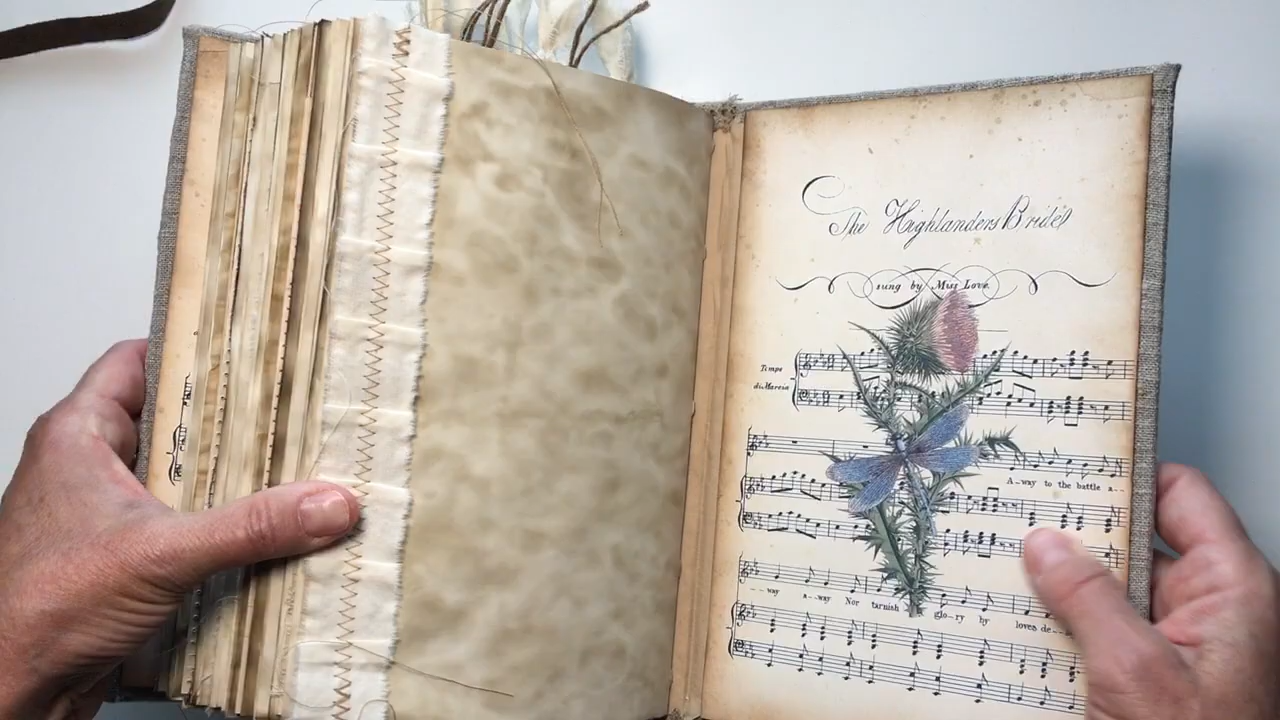 The Highlanders Bride
sung by Miss Love.
Tempo
di Marcia
A-way to the battle a--
--way a--way Nor tarnish glo-ry by loves de--